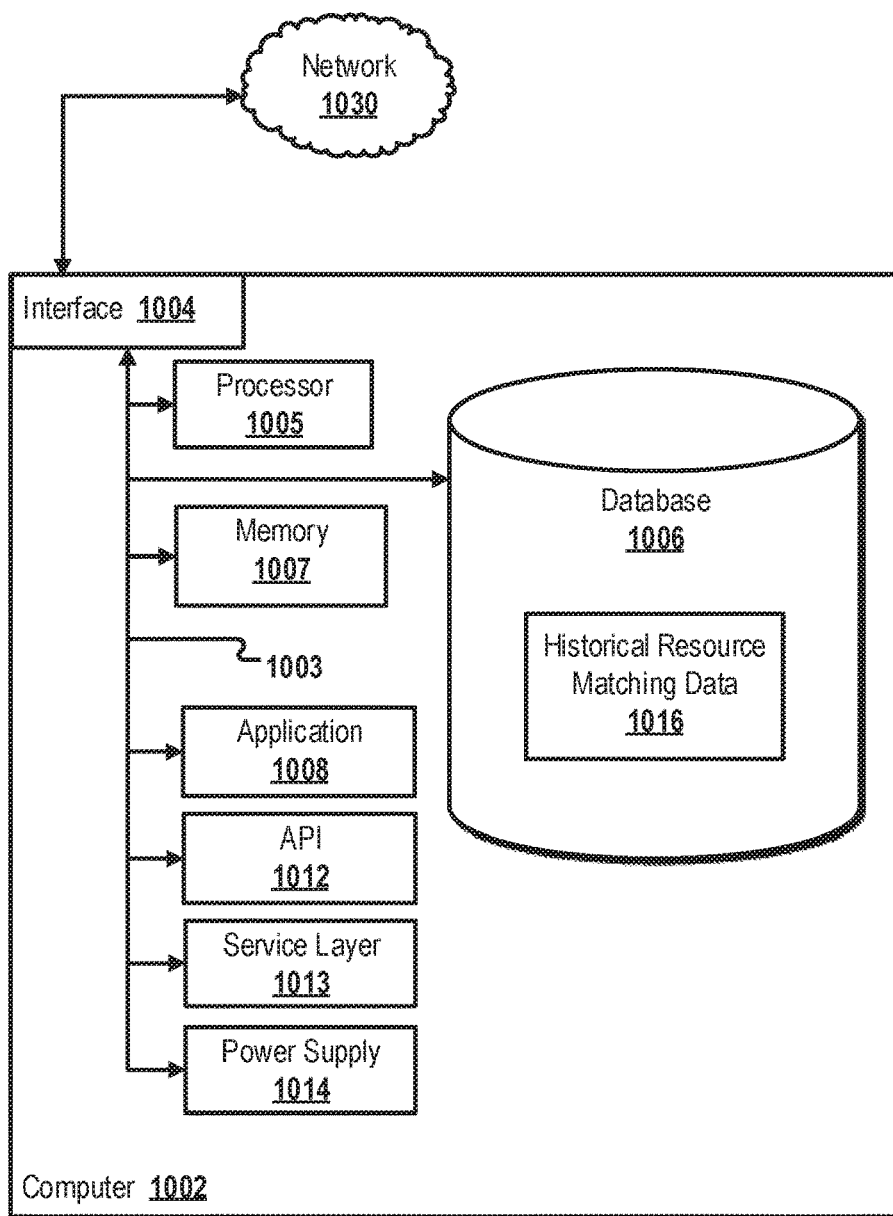 Network
1030
Interface 1004
Processor
1005
Database
1006
Memory
1007
1003
Historical Resource
Matching Data
1016
Application
1008
API
1012
Service Layer
1013
Power Supply
1014
Computer 1002